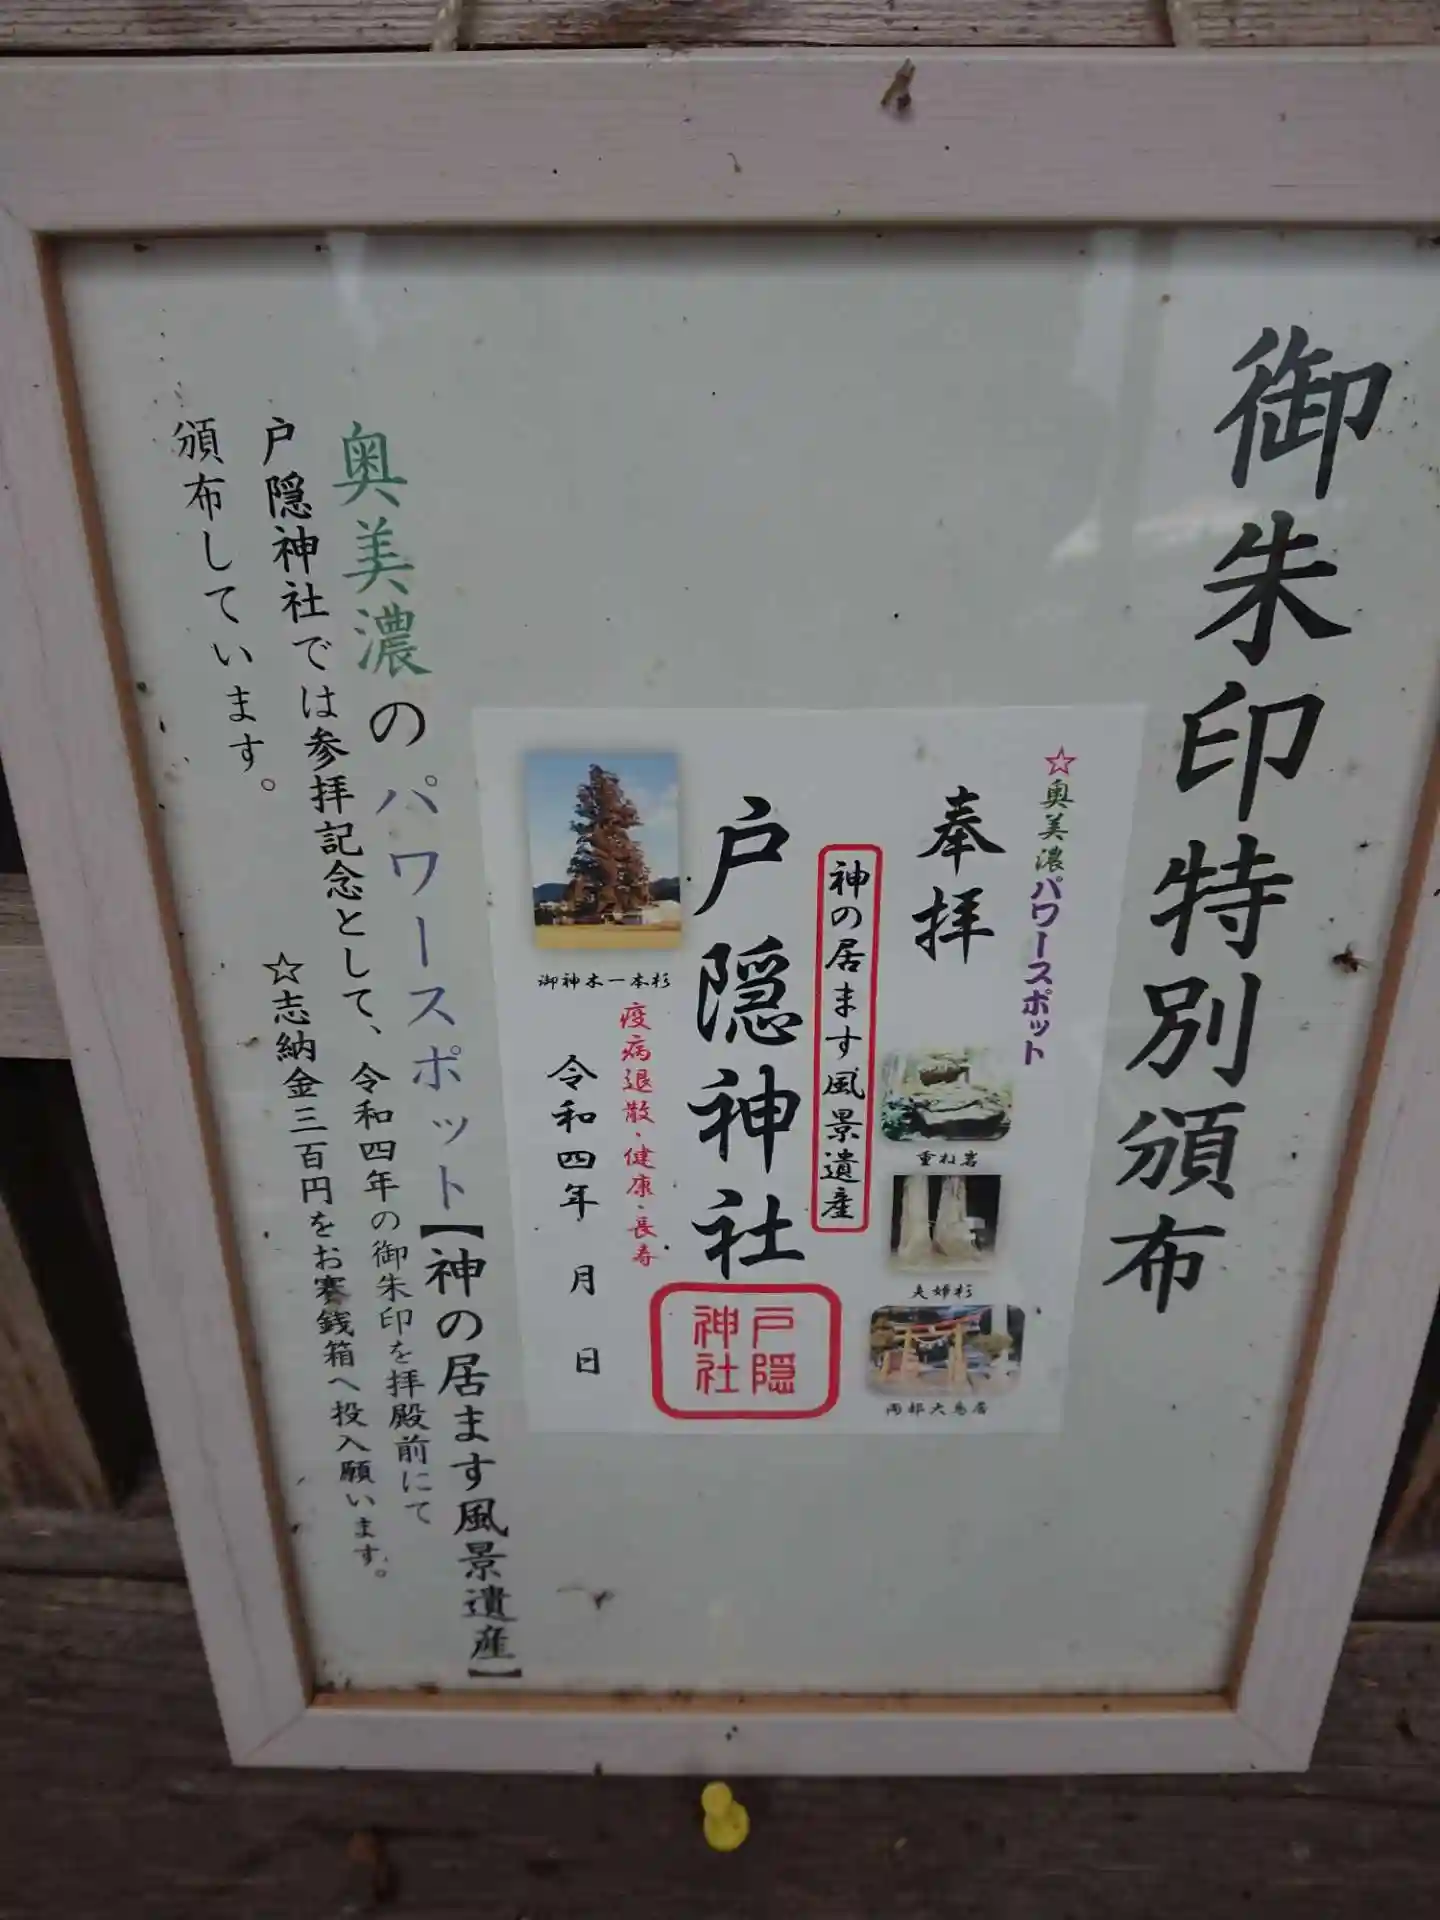 御朱印特別頒布
☆奥美濃パワースポット
奉拝
重ね岩
夫婦杉
両部大鳥居
神の居ます風景遺産
戸隠神社
戸隠
神社
御神木一本杉
疫病退散・健康・長寿
令和四年 月 日
奥美濃のパワースポット【神の居ます風景遺産】
戸隠神社では参拝記念として、令和四年の御朱印を拝殿前にて
頒布しています。
☆志納金三百円をお賽銭箱へ投入願います。